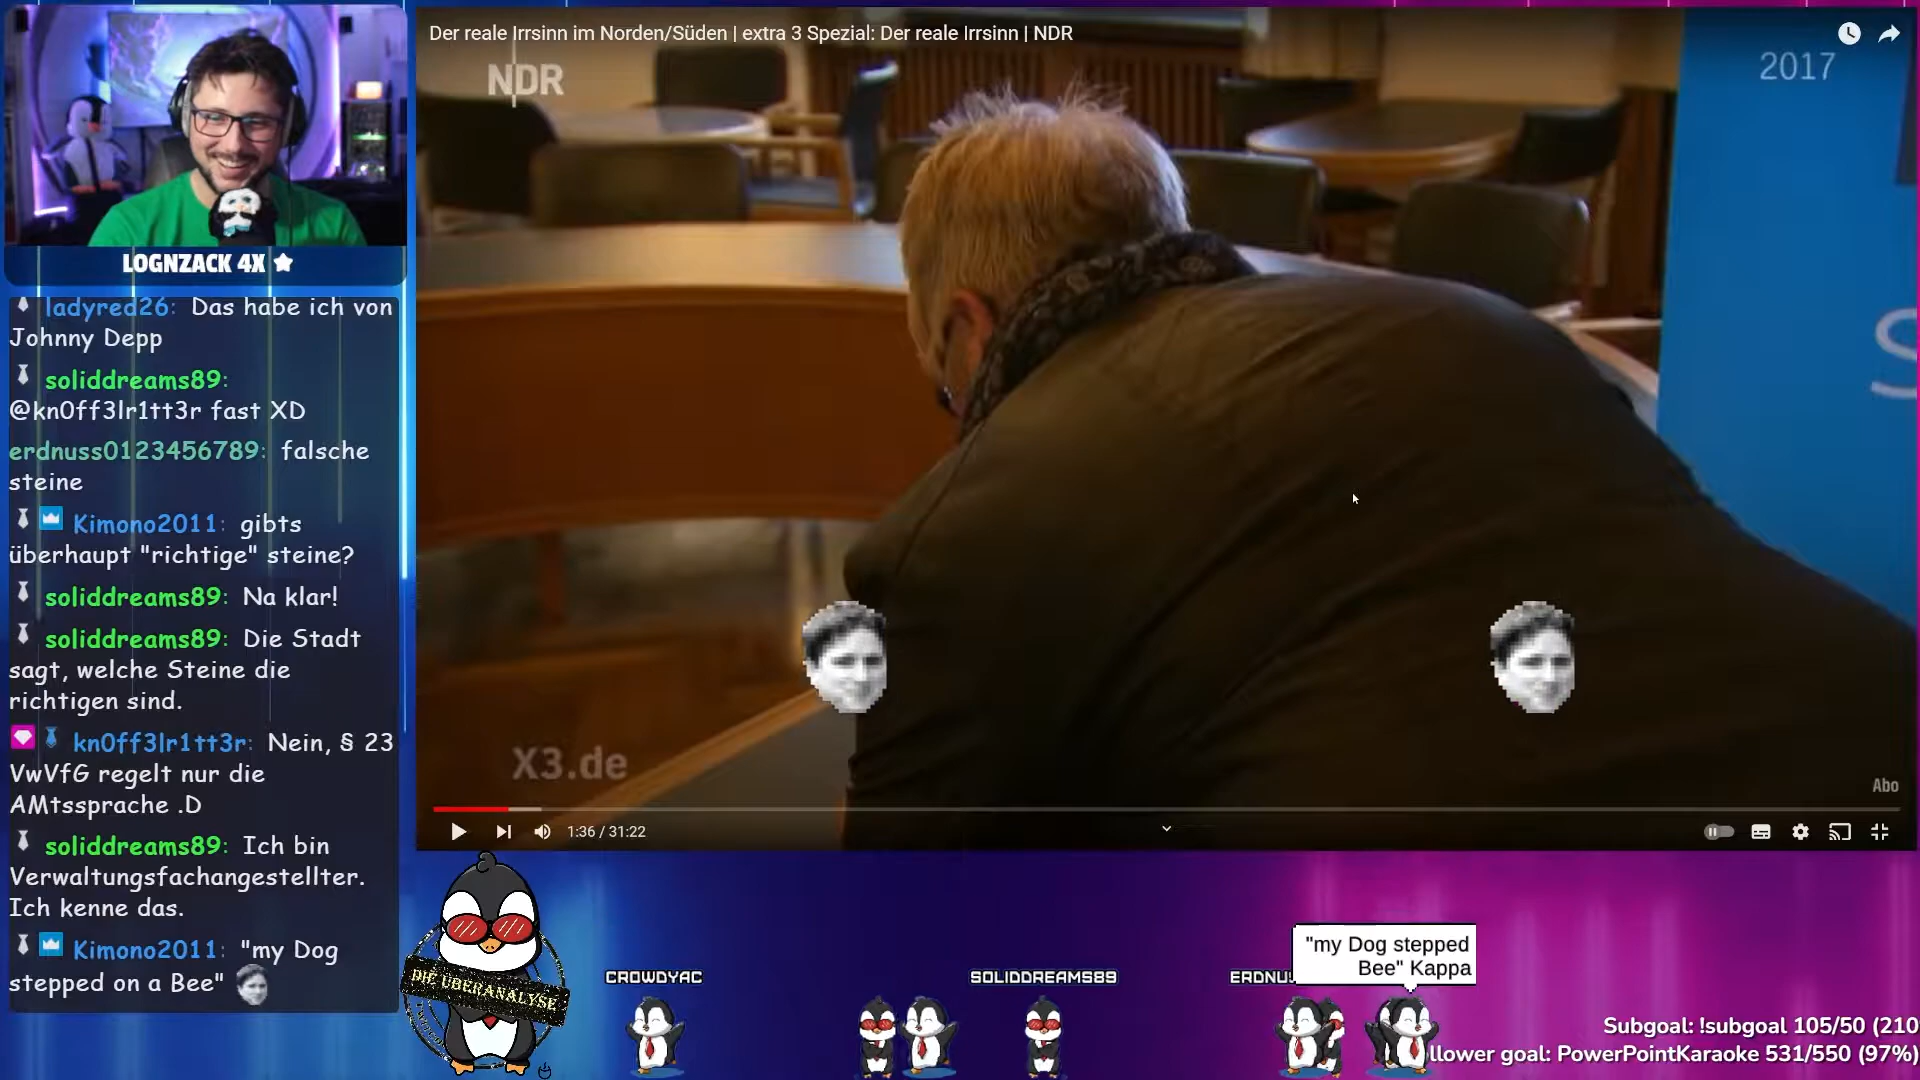 Der reale Irrsinn im Norden/Süden | extra 3 Spezial: Der reale Irrsinn | NDR
NDR
2017
LOGNZACK 4X
ladyred26: Das habe ich von
Johnny Depp
soliddreams89:
@kn0ff3lr1tt3r fast XD
erdnuss0123456789: falsche
steine
Kimono2011: gibts
überhaupt "richtige" steine?
soliddreams89: Na klar!
soliddreams89: Die Stadt
sagt, welche Steine die
richtigen sind.
kn0ff3lr1tt3r: Nein, § 23
VwVfG regelt nur die
AMtssprache .D
soliddreams89: Ich bin
Verwaltungsfachangestellter.
Ich kenne das.
Kimono2011: "my Dog
stepped on a Bee"
S
X3.de
Abo
1:36 / 31:22
DIE ÜBERANALYSE
CROWDYAC
SOLIDDREAMS89
ERDNU
"my Dog stepped
Bee" Kappa
Subgoal: !subgoal 105/50 (210
llower goal: PowerPointKaraoke 531/550 (97%)